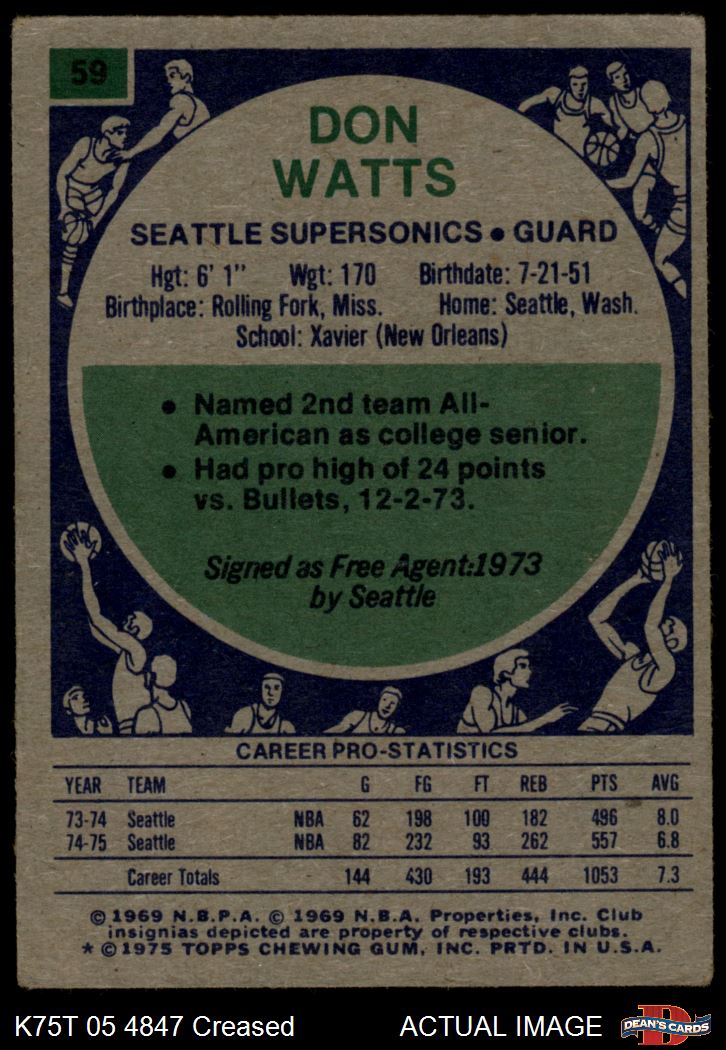 59
DON
WATTS
SEATTLE SUPERSONICS • GUARD
Hgt: 6' 1" Wgt: 170 Birthdate: 7-21-51
Birthplace: Rolling Fork, Miss. Home: Seattle, Wash.
School: Xavier (New Orleans)
• Named 2nd team All-
American as college senior.
• Had pro high of 24 points
vs. Bullets, 12-2-73.
Signed as Free Agent:1973
by Seattle
CAREER PRO-STATISTICS
YEAR TEAM G FG FT REB PTS AVG
73-74 Seattle NBA 62 198 100 182 496 8.0
74-75 Seattle NBA 82 232 93 262 557 6.8
Career Totals 144 430 193 444 1053 7.3
© 1969 N.B.P.A. © 1969 N.B.A. Properties, Inc. Club
insignias depicted are property of respective clubs.
* © 1975 TOPPS CHEWING GUM, INC. PRTD. IN U.S.A.
K75T 05 4847 Creased ACTUAL IMAGE
D
DEAN'S CARDS